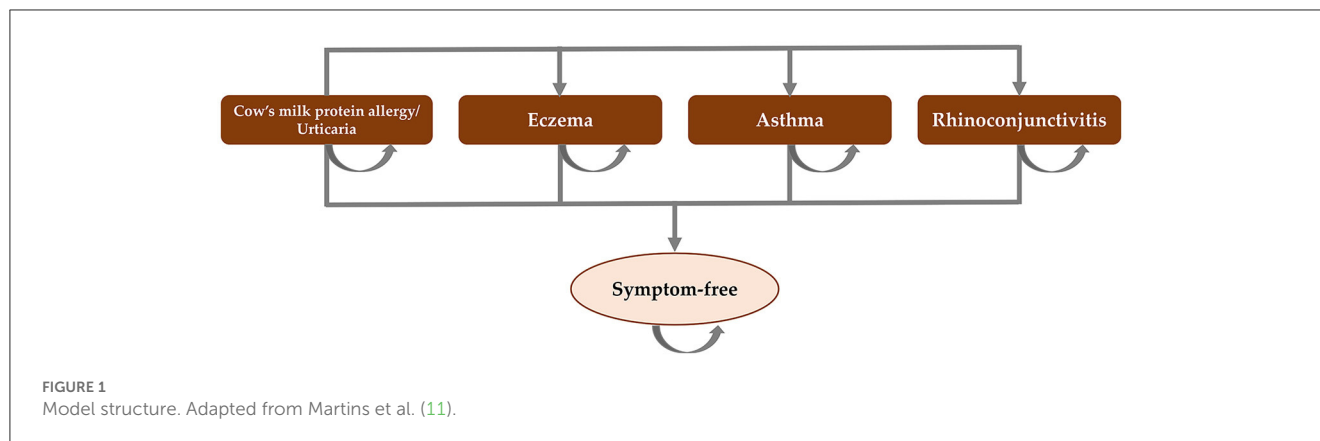 Cow's milk protein allergy/
Urticaria
Eczema
Asthma
Rhinoconjunctivitis
Symptom-free
FIGURE 1
Model structure. Adapted from Martins et al. (11).